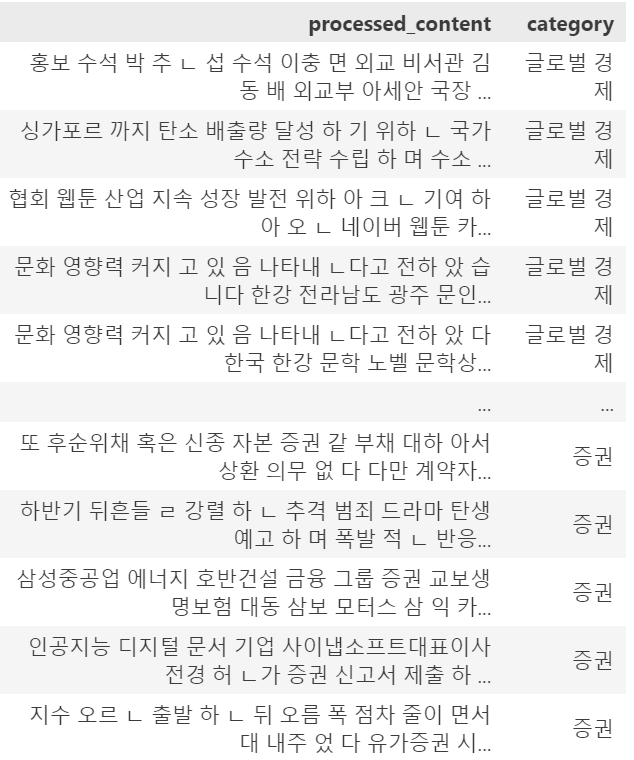 processed_content category
홍보 수석 박 추 ㄴ 섭 수석 이충 면 외교 비서관 김
동 배 외교부 아세안 국장 ...
글로벌 경
제
싱가포르 까지 탄소 배출량 달성 하 기 위하 ㄴ 국가
수소 전략 수립 하 며 수소 ...
글로벌 경
제
협회 웹툰 산업 지속 성장 발전 위하 아 크 ㄴ 기여 하
아 오 ㄴ 네이버 웹툰 카...
글로벌 경
제
문화 영향력 커지 고 있 음 나타내 ㄴ다고 전하 았 습
니다 한강 전라남도 광주 문인...
글로벌 경
제
문화 영향력 커지 고 있 음 나타내 ㄴ다고 전하 았 다
한국 한강 문학 노벨 문학상...
글로벌 경
제
... ...
또 후순위채 혹은 신종 자본 증권 같 부채 대하 아서
상환 의무 없 다 다만 계약자...
증권
하반기 뒤흔들 ㄹ 강렬 하 ㄴ 추격 범죄 드라마 탄생
예고 하 며 폭발 적 ㄴ 반응...
증권
삼성중공업 에너지 호반건설 금융 그룹 증권 교보생
명보험 대동 삼보 모터스 삼 익 카...
증권
인공지능 디지털 문서 기업 사이냅소프트대표이사
전경 허 ㄴ가 증권 신고서 제출 하 ...
증권
지수 오르 ㄴ 출발 하 ㄴ 뒤 오름 폭 점차 줄이 면서
대 내주 었 다 유가증권 시...
증권